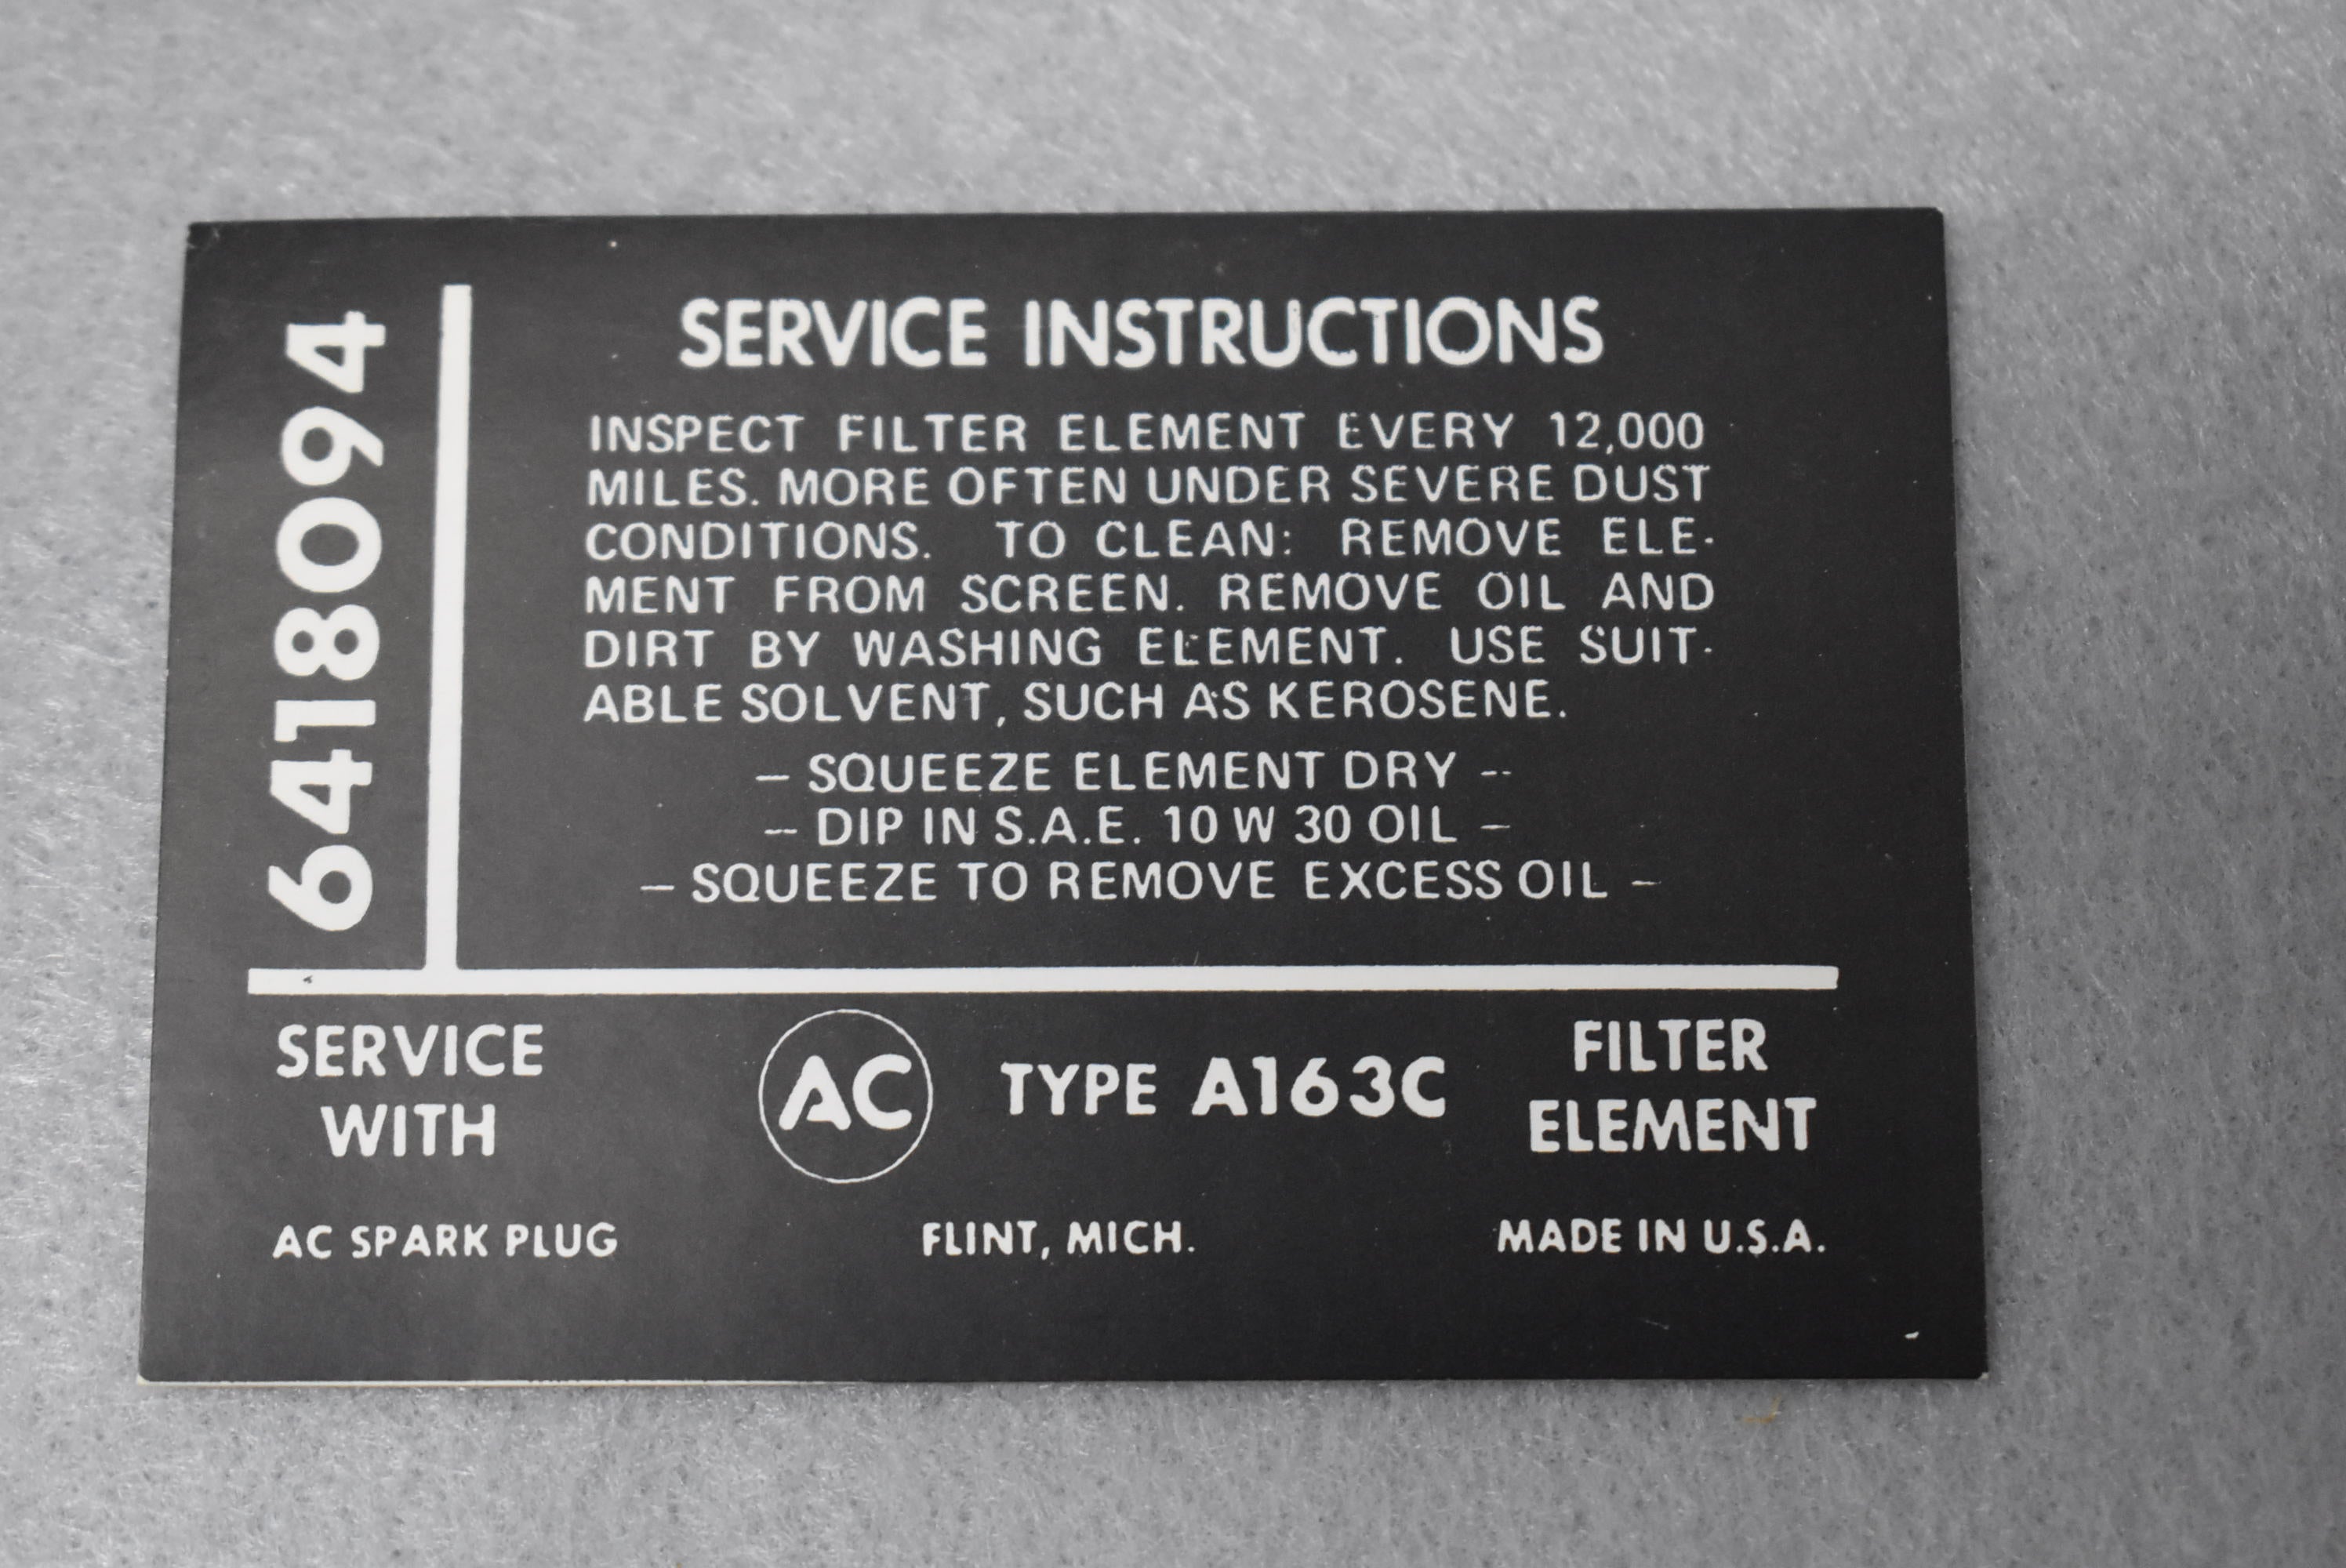 6418094
SERVICE INSTRUCTIONS
INSPECT FILTER ELEMENT EVERY 12,000
MILES. MORE OFTEN UNDER SEVERE DUST
CONDITIONS. TO CLEAN: REMOVE ELE-
MENT FROM SCREEN. REMOVE OIL AND
DIRT BY WASHING ELEMENT. USE SUIT-
ABLE SOLVENT, SUCH AS KEROSENE.
– SQUEEZE ELEMENT DRY –
– DIP IN S.A.E. 10 W 30 OIL –
– SQUEEZE TO REMOVE EXCESS OIL –
SERVICE
WITH
AC
TYPE A163C
FILTER
ELEMENT
AC SPARK PLUG
FLINT, MICH.
MADE IN U.S.A.